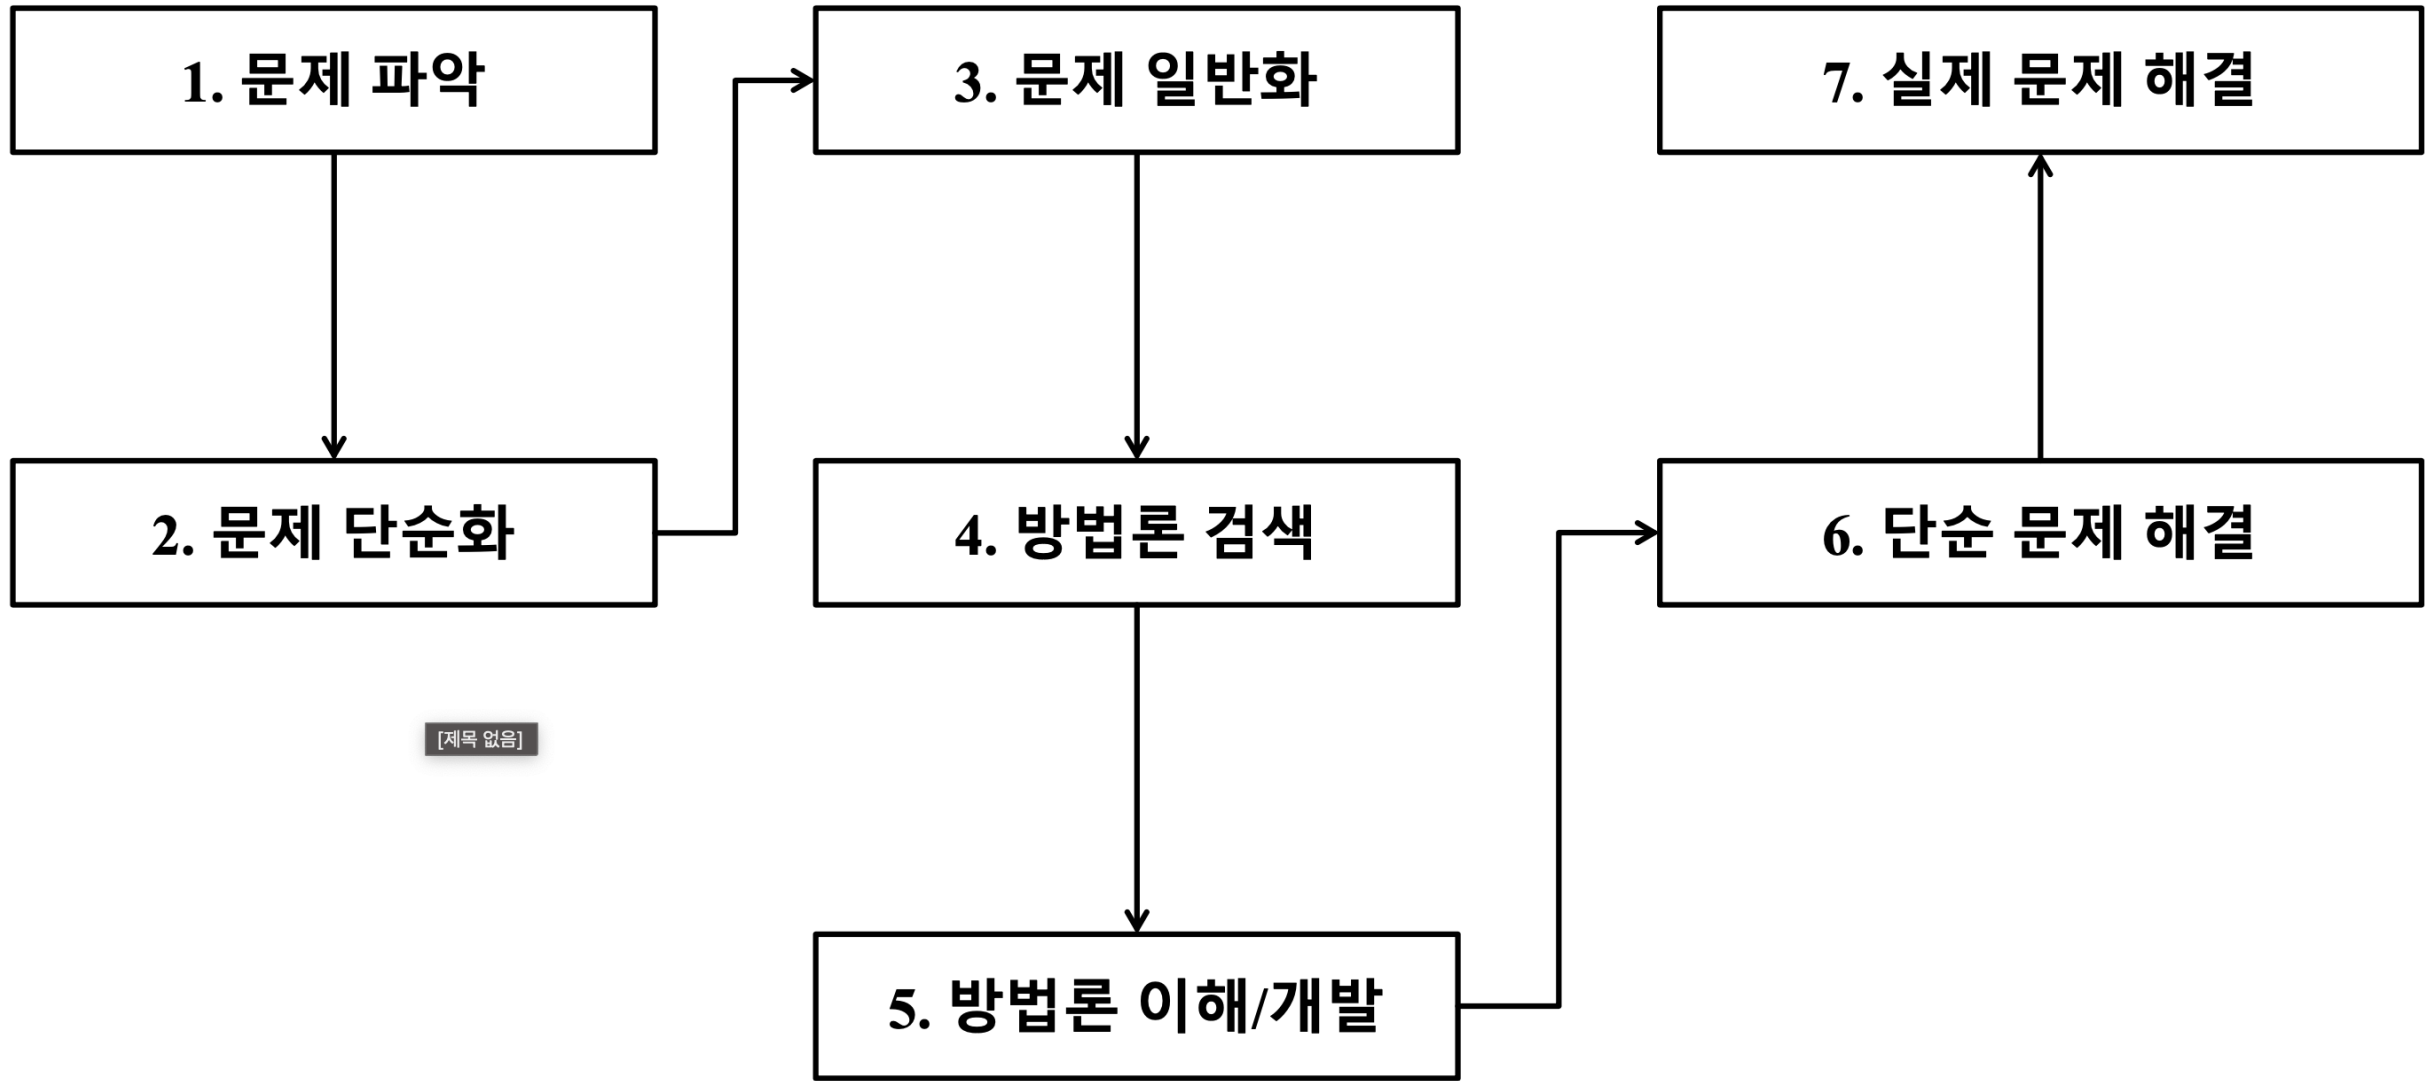 1. 문제 파악
2. 문제 단순화
3. 문제 일반화
4. 방법론 검색
5. 방법론 이해/개발
6. 단순 문제 해결
7. 실제 문제 해결
[제목 없음]